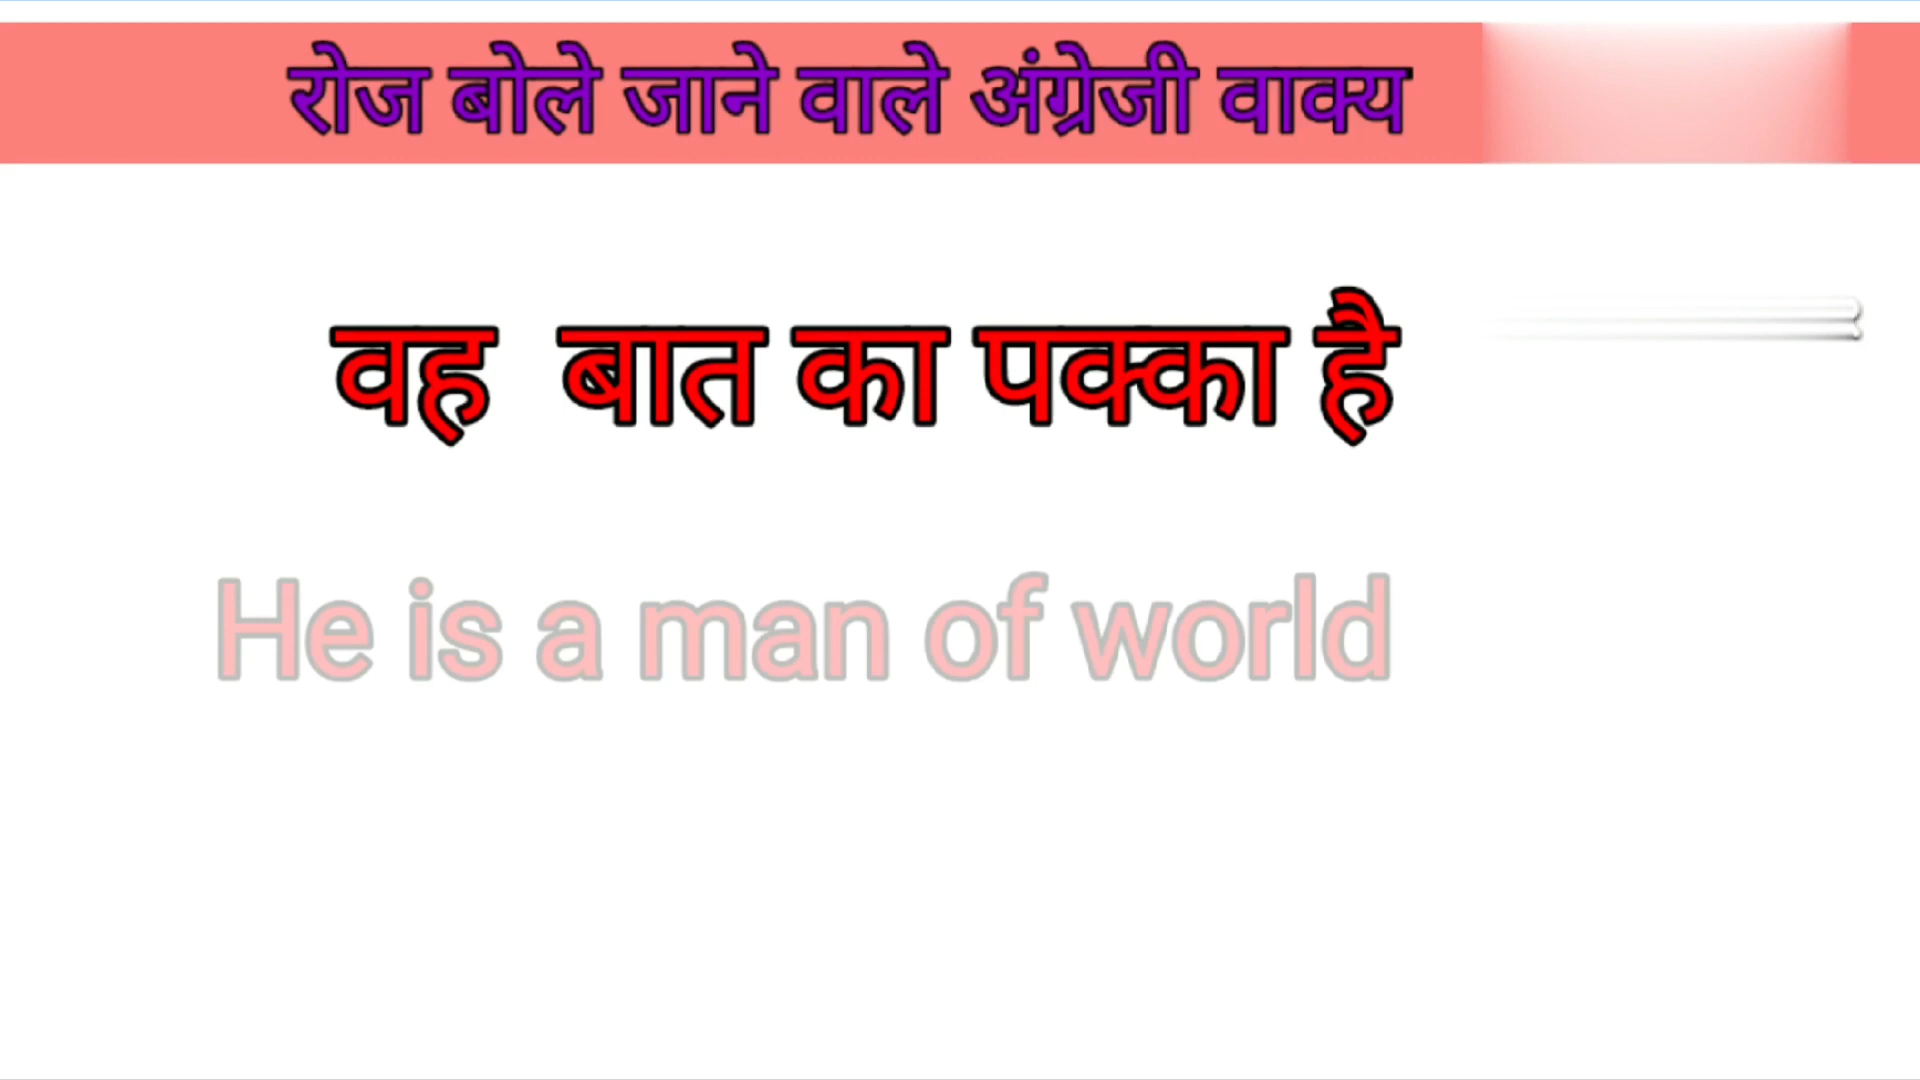 रोज बोले जाने वाले अंग्रेजी वाक्य
वह बात का पक्का है
He is a man of world